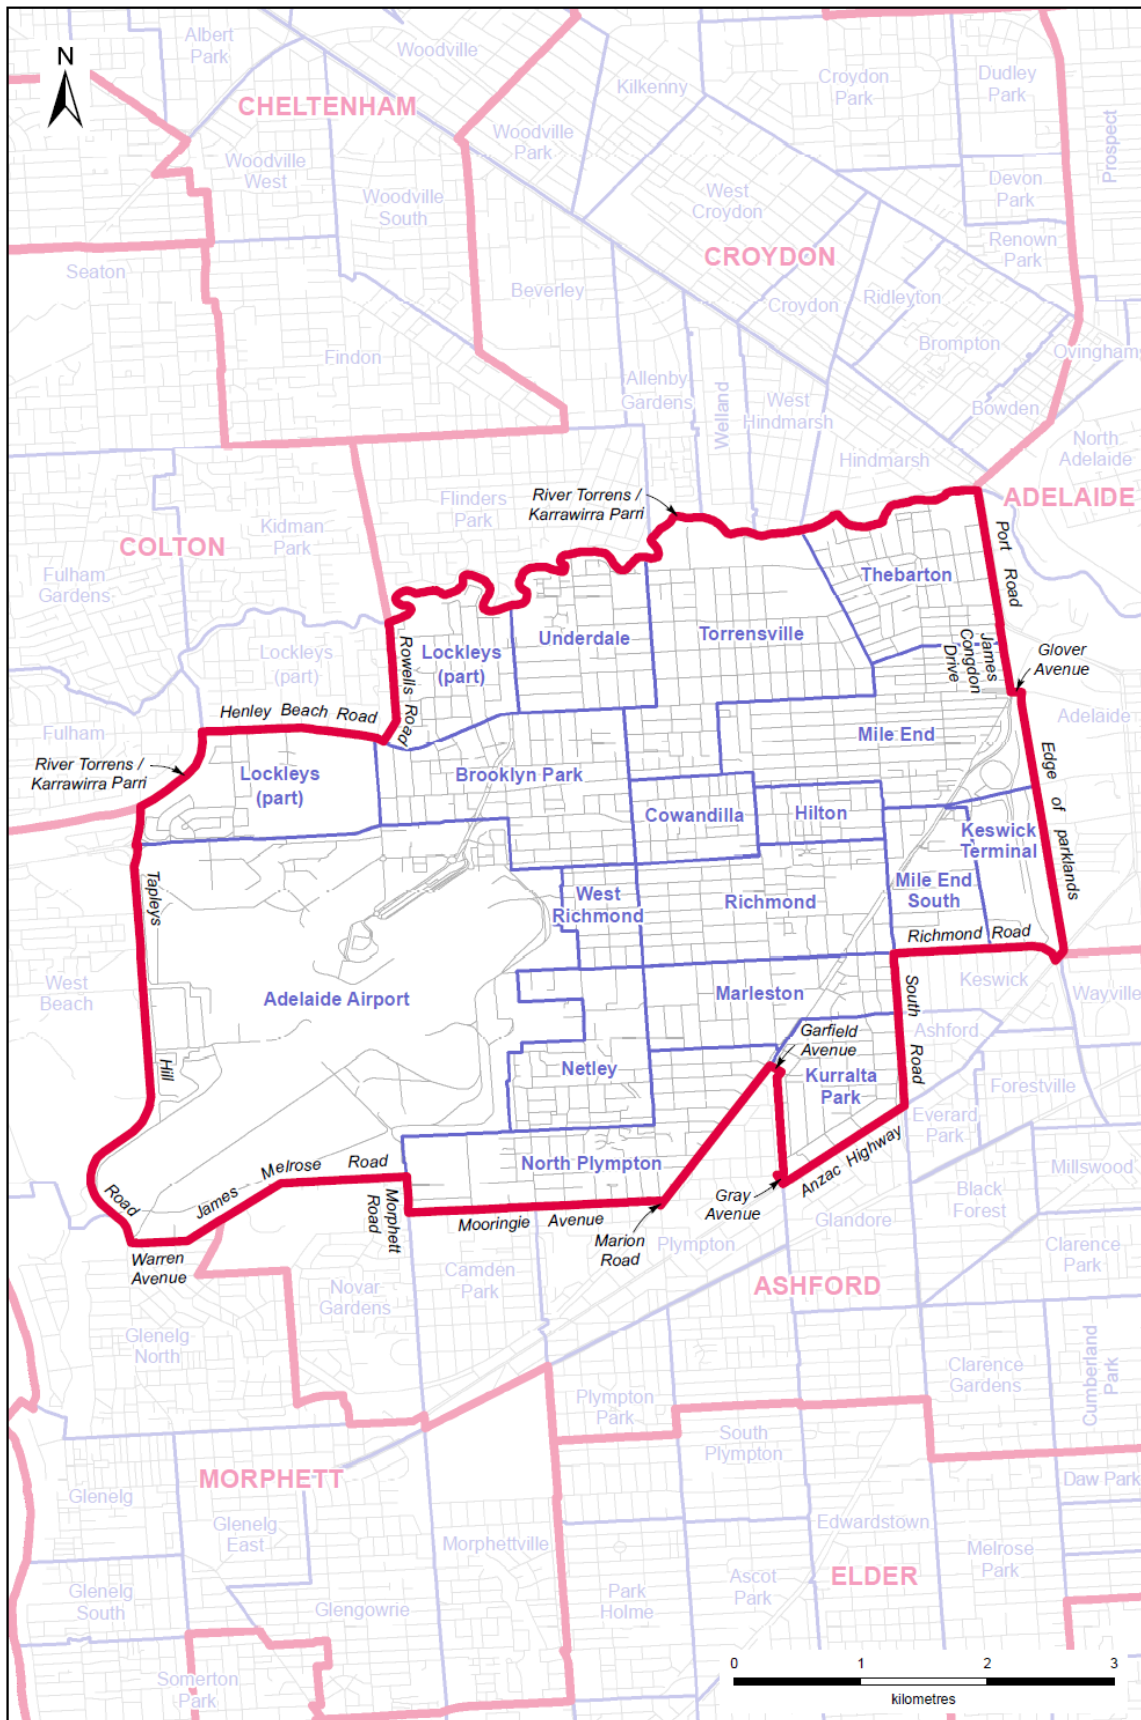 Albert
Park
Woodville
Kilkenny
Croydon
Park
Dudley
Park
N
CHELTENHAM
Woodville
Park
Prospect
Woodville
West
Woodville
South
West
Croydon
Devon
Park
Renown
Park
CROYDON
Seaton
Beverley
Croydon
Ridleyton
Brompton
Ovingham
Findon
Allenby
Gardens
Welland
West
Hindmarsh
Bowden
North
Adelaide
Hindmarsh
Flinders
Park
River Torrens /
Karrawirra Parri
ADELAIDE
Kidman
Park
COLTON
Fulham
Gardens
Port Road
Thebarton
Lockleys
(part)
Rowells Road
Lockleys
(part)
Underdale
Torrensville
James
Congdon
Drive
Glover
Avenue
Henley Beach Road
Fulham
Adelaide
River Torrens /
Karrawirra Parri
Lockleys
(part)
Brooklyn Park
Mile End
Edge of parklands
Cowandilla
Hilton
Keswick
Terminal
Tapleys Hill Road
West
Richmond
Richmond
Mile End
South
Richmond Road
West
Beach
Adelaide Airport
Marleston
South Road
Keswick
Wayville
Garfield
Avenue
Ashford
Netley
Kurralta
Park
Forestville
Everard
Park
North Plympton
Anzac Highway
Millswood
James Melrose Road
Morphett
Road
Mooringie Avenue
Marion
Road
Gray
Avenue
Black
Forest
Glandore
Warren
Avenue
Plympton
Clarence
Park
Novar
Gardens
Camden
Park
ASHFORD
Glenelg
North
Clarence
Gardens
Cumberland
Park
Plympton
Park
South
Plympton
MORPHETT
Glenelg
Daw Park
Glenelg
East
Morphettville
Edwardstown
Melrose
Park
Glenelg
South
Glengowrie
Park
Holme
Ascot
Park
ELDER
Somerton
Park
0 1 2 3
kilometres